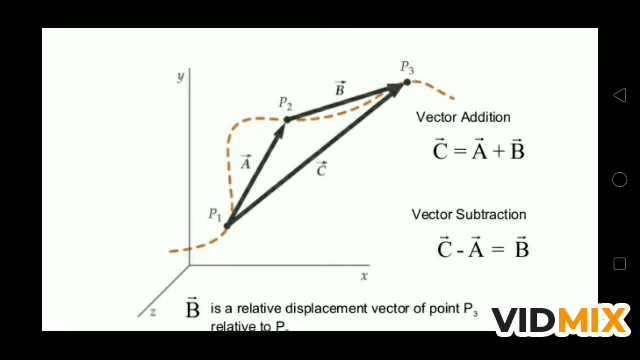 y
P3
B
P2
Vector Addition
A
C
C = A + B
P1
Vector Subtraction
C - A = B
x
z
B is a relative displacement vector of point P3
relative to
VIDMIX